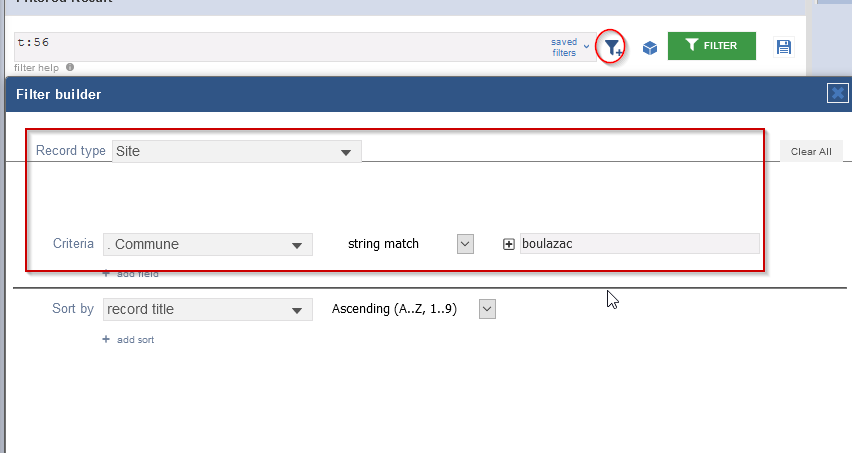 Filtered Result
t:56
saved filters
FILTER
filter help
Filter builder
Record type Site
Clear All
Criteria . Commune string match boulazac
+ add field
Sort by record title Ascending (A..Z, 1..9)
+ add sort